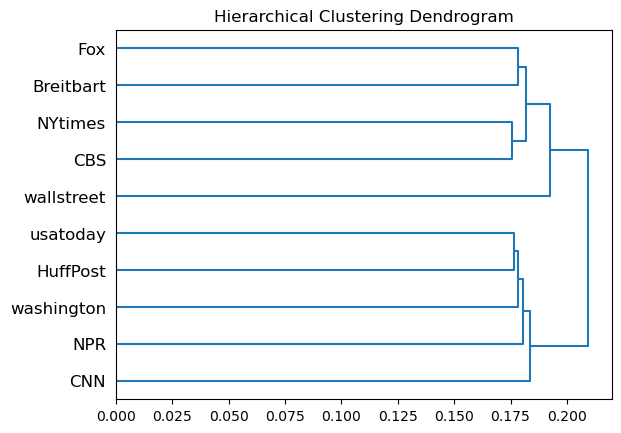 Hierarchical Clustering Dendrogram
Fox
Breitbart
NYtimes
CBS
wallstreet
usatoday
HuffPost
washington
NPR
CNN
0.000 0.025 0.050 0.075 0.100 0.125 0.150 0.175 0.200